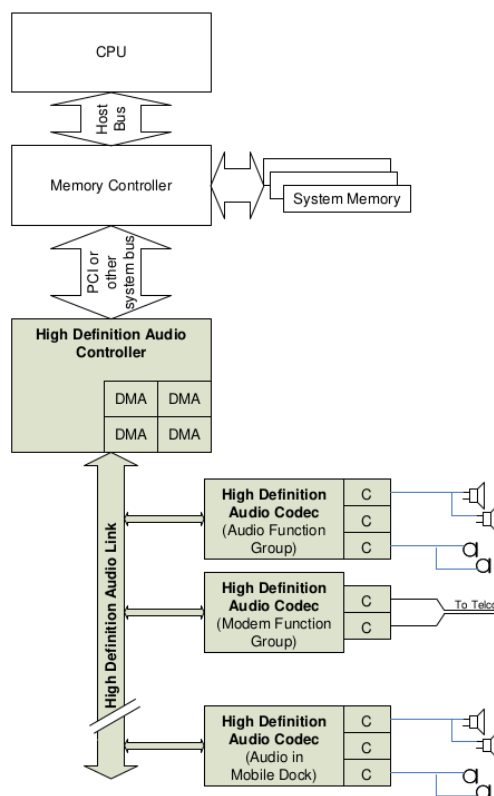 CPU
Host
Bus
Memory Controller
System Memory
PCI or
other
system bus
High Definition Audio
Controller
DMA
DMA
DMA
DMA
High Definition Audio Link
High Definition
Audio Codec
(Audio Function
Group)
C
C
C
High Definition
Audio Codec
(Modem Function
Group)
C
C
To Telco
High Definition
Audio Codec
(Audio in
Mobile Dock)
C
C
C